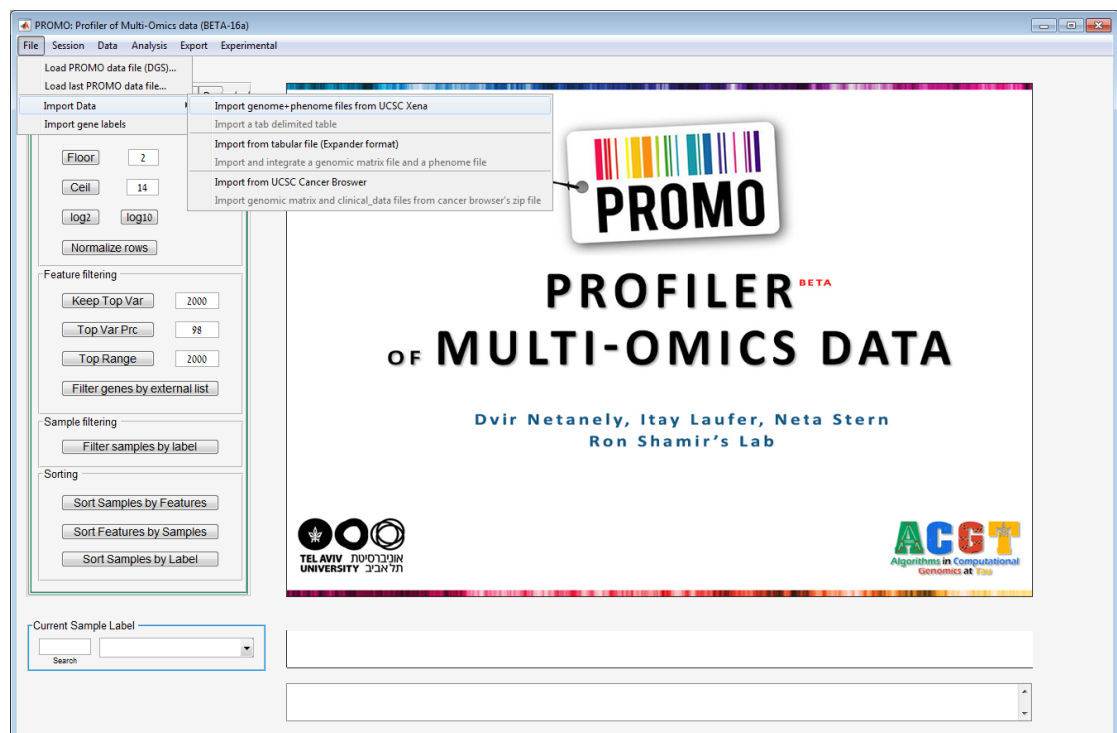 PROMO: Profiler of Multi-Omics data (BETA-16a)
File Session Data Analysis Export Experimental
Load PROMO data file (DGS)...
Load last PROMO data file...
Import Data
Import gene labels
Import genome+phenome files from UCSC Xena
Import a tab delimited table
Import from tabular file (Expander format)
Import and integrate a genomic matrix file and a phenome file
Import from UCSC Cancer Broswer
Import genomic matrix and clinical_data files from cancer browser's zip file
Floor 2
Ceil 14
log2 log10
Normalize rows
Feature filtering
Keep Top Var 2000
Top Var Prc 98
Top Range 2000
Filter genes by external list
Sample filtering
Filter samples by label
Sorting
Sort Samples by Features
Sort Features by Samples
Sort Samples by Label
Current Sample Label
Search
PROMO
PROFILER BETA
OF MULTI-OMICS DATA
Dvir Netanely, Itay Laufer, Neta Stern
Ron Shamir's Lab
TEL AVIV אוניברסיטת
UNIVERSITY תל אביב
ACGT
Algorithms in Computational
Genomics at Tau